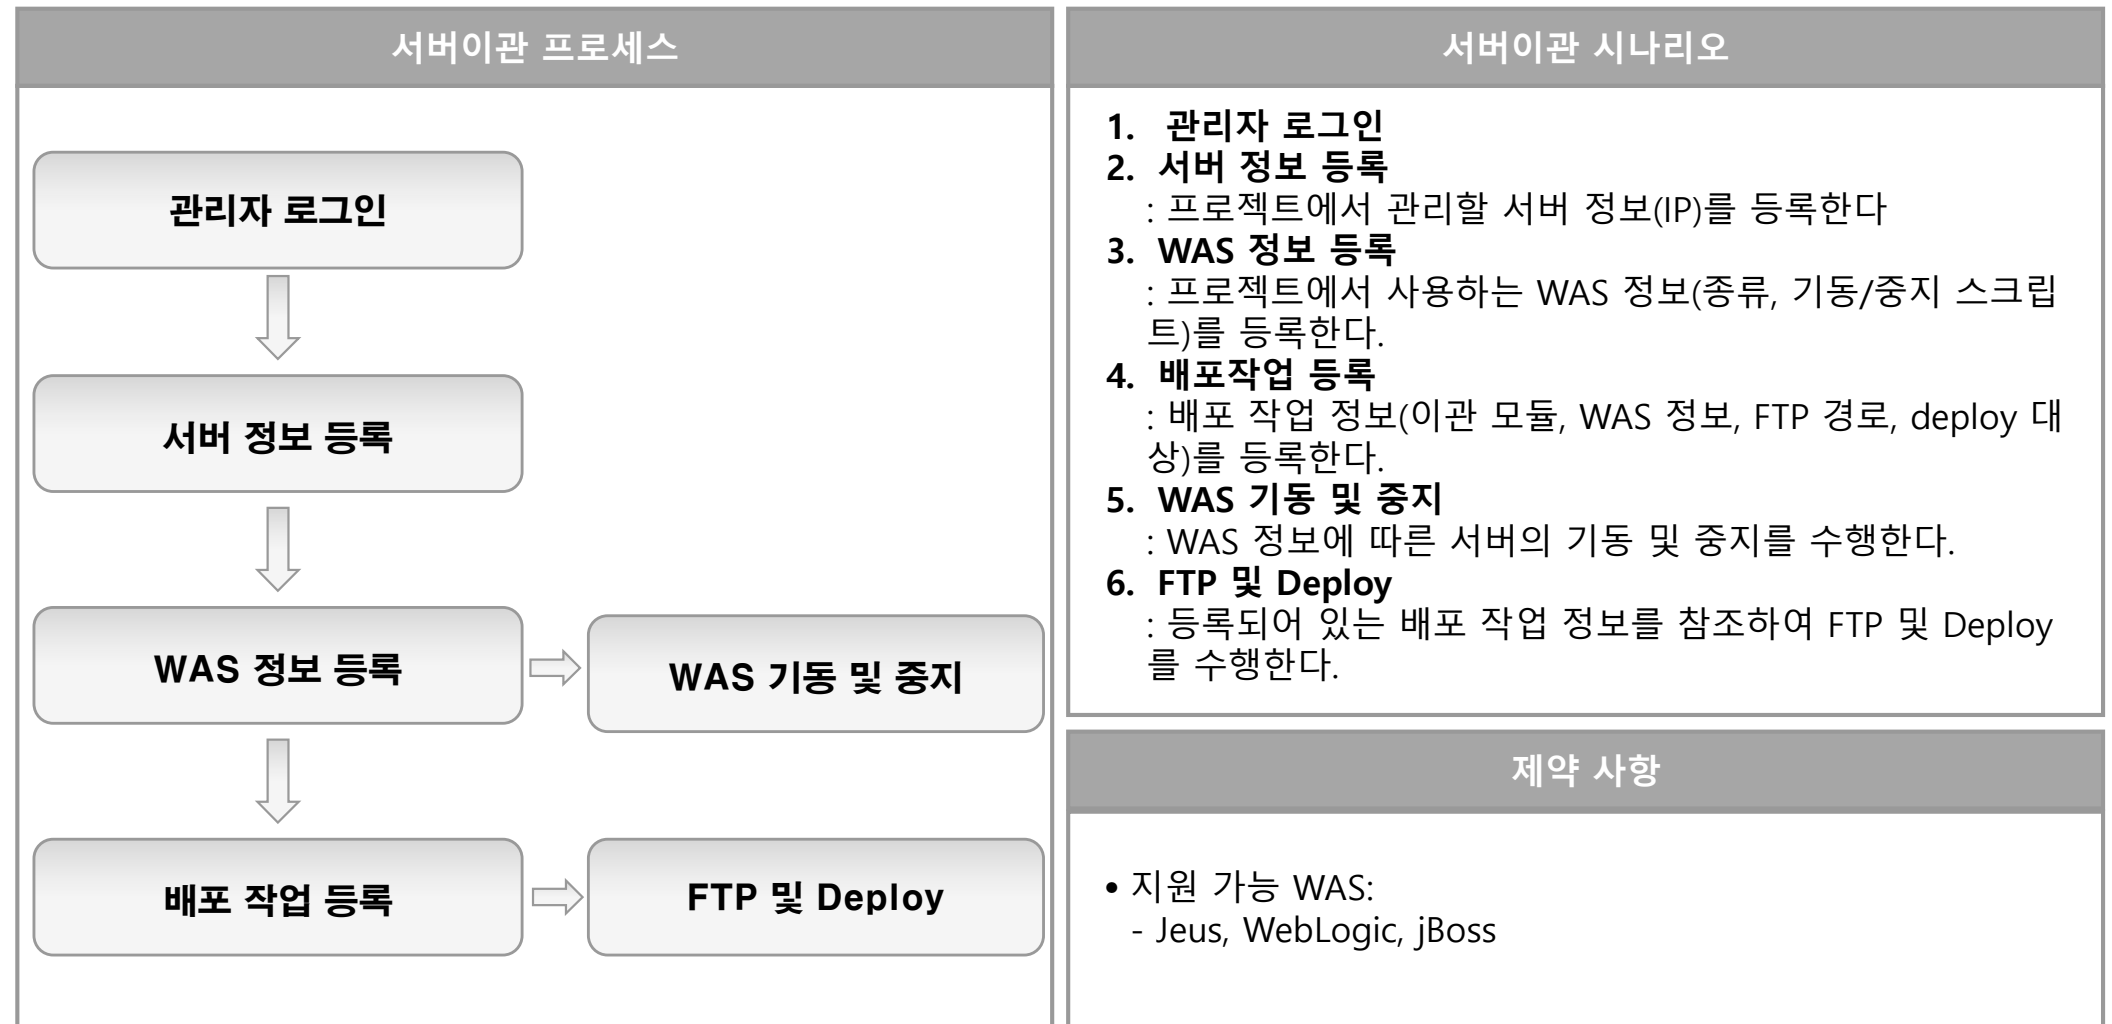 서버이관 프로세스
관리자 로그인
서버 정보 등록
WAS 정보 등록
WAS 기동 및 중지
배포 작업 등록
FTP 및 Deploy
서버이관 시나리오
1. 관리자 로그인
2. 서버 정보 등록
: 프로젝트에서 관리할 서버 정보(IP)를 등록한다
3. WAS 정보 등록
: 프로젝트에서 사용하는 WAS 정보(종류, 기동/중지 스크립
트)를 등록한다.
4. 배포작업 등록
: 배포 작업 정보(이관 모듈, WAS 정보, FTP 경로, deploy 대
상)를 등록한다.
5. WAS 기동 및 중지
: WAS 정보에 따른 서버의 기동 및 중지를 수행한다.
6. FTP 및 Deploy
: 등록되어 있는 배포 작업 정보를 참조하여 FTP 및 Deploy
를 수행한다.
제약 사항
• 지원 가능 WAS:
- Jeus, WebLogic, jBoss